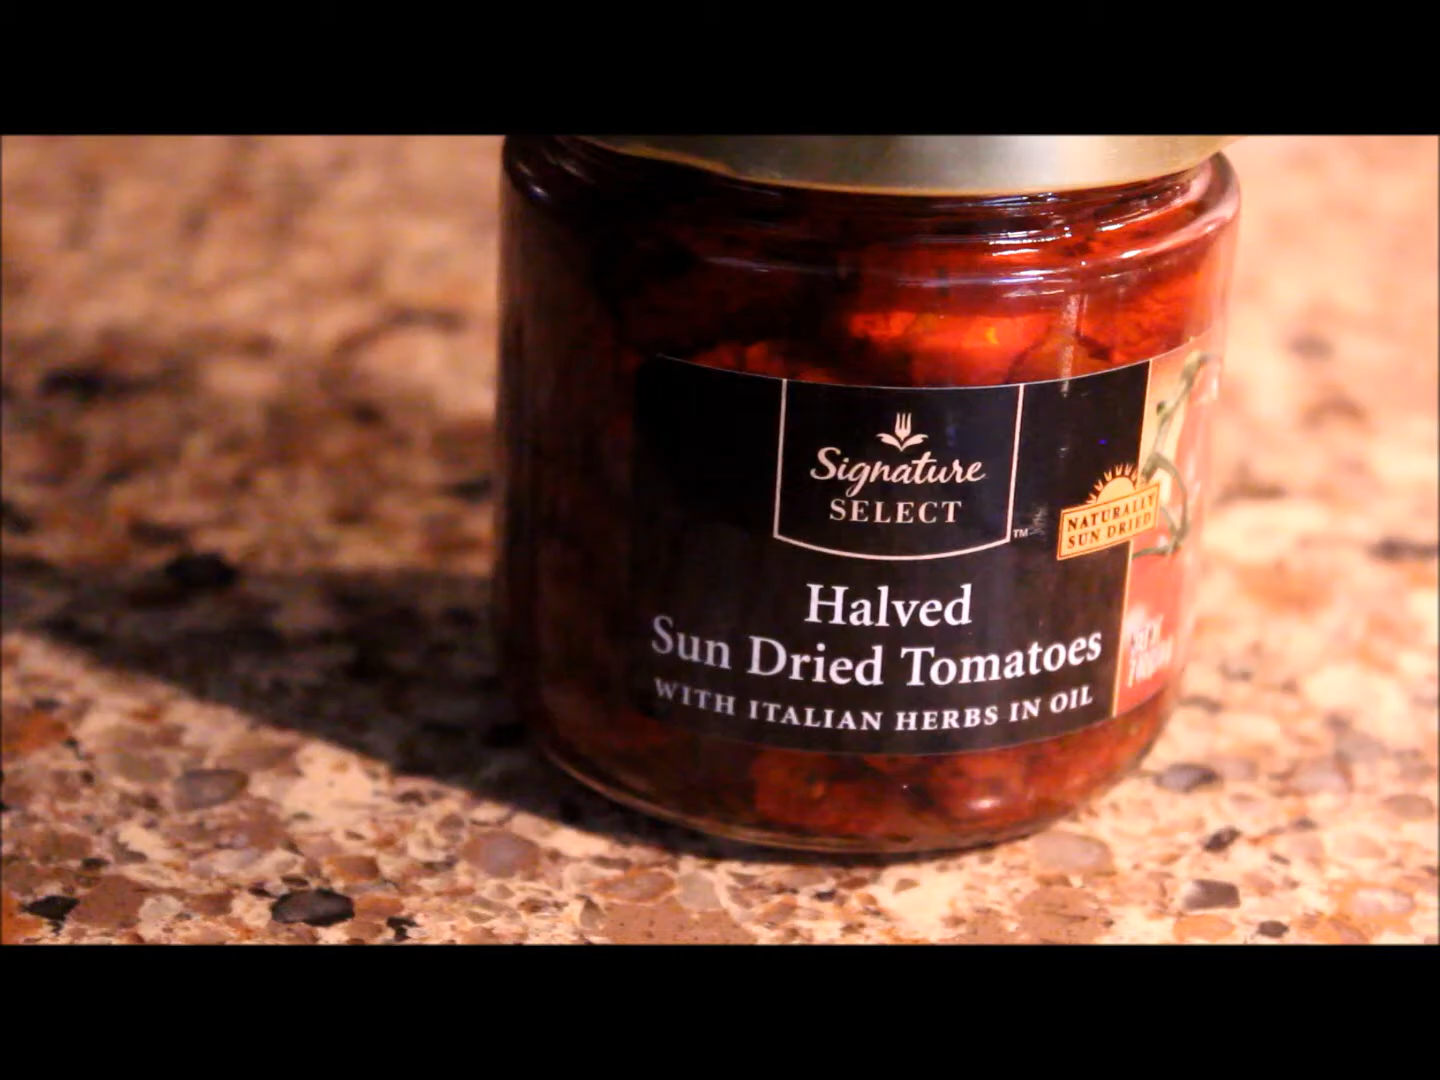 Signature
SELECT
TM
NATURALLY
SUN DRIED
Halved
Sun Dried Tomatoes
WITH ITALIAN HERBS IN OIL